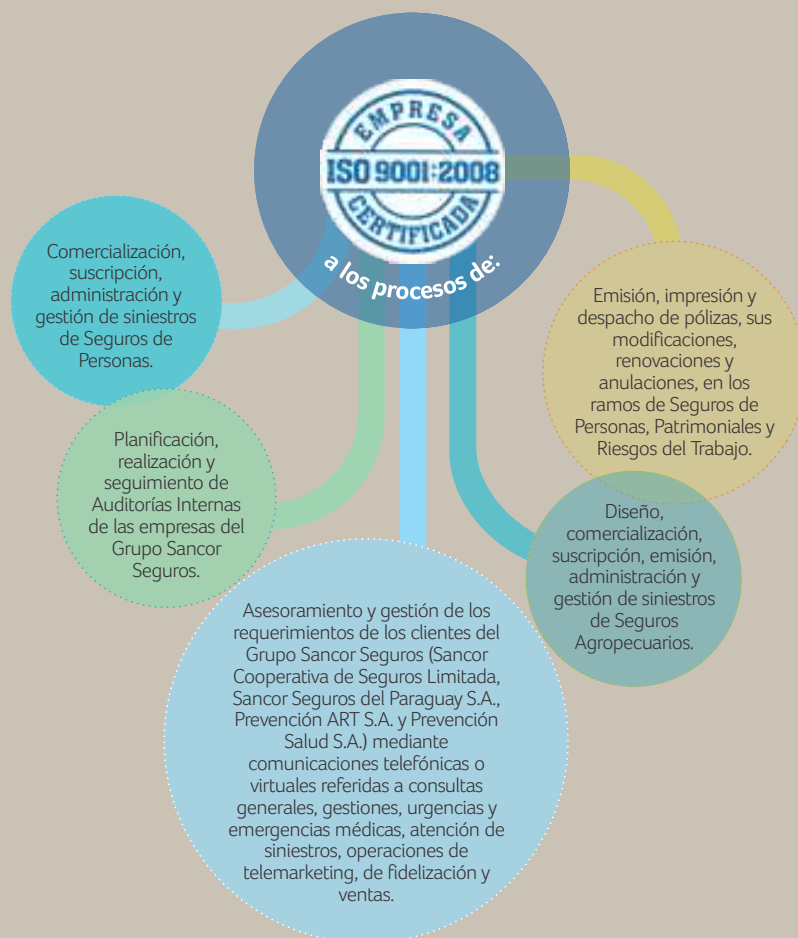 EMPRESA
ISO 9001:2008
CERTIFICADA
a los procesos de:
Comercialización,
suscripción,
administración y
gestión de siniestros
de Seguros de
Personas.
Emisión, impresión y
despacho de pólizas, sus
modificaciones,
renovaciones y
anulaciones, en los
ramos de Seguros de
Personas, Patrimoniales y
Riesgos del Trabajo.
Planificación,
realización y
seguimiento de
Auditorías Internas
de las empresas del
Grupo Sancor
Seguros.
Diseño,
comercialización,
suscripción, emisión,
administración y
gestión de siniestros
de Seguros
Agropecuarios.
Asesoramiento y gestión de los
requerimientos de los clientes del
Grupo Sancor Seguros (Sancor
Cooperativa de Seguros Limitada,
Sancor Seguros del Paraguay S.A.,
Prevención ART S.A. y Prevención
Salud S.A.) mediante
comunicaciones telefónicas o
virtuales referidas a consultas
generales, gestiones, urgencias y
emergencias médicas, atención de
siniestros, operaciones de
telemarketing, de fidelización y
ventas.